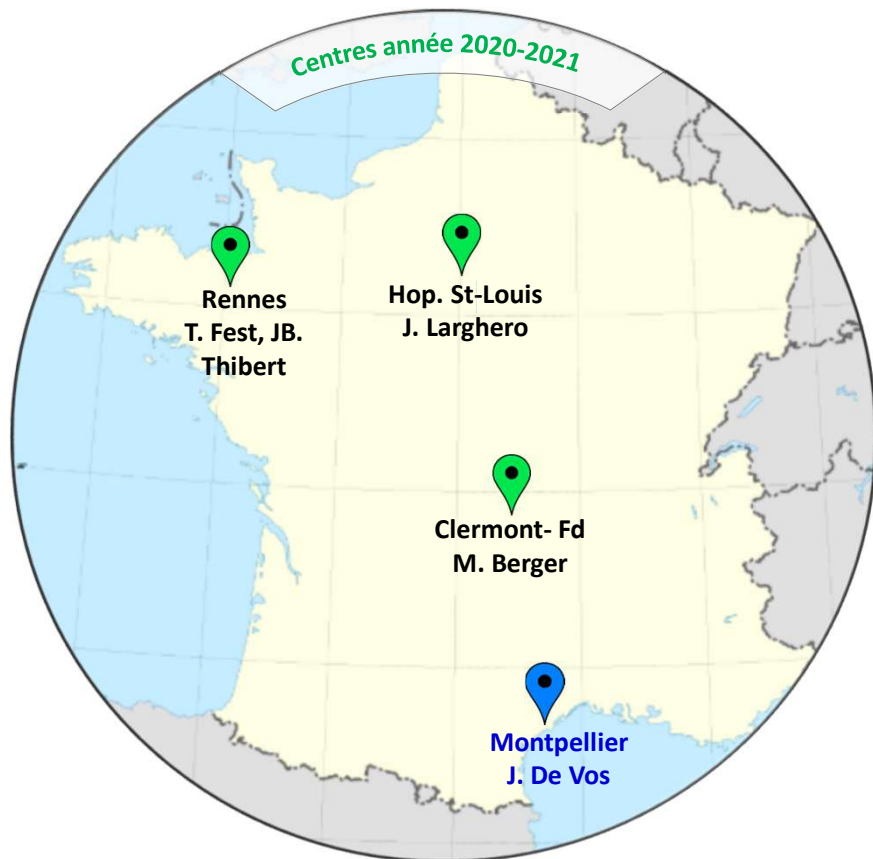 Centres année 2020-2021
Rennes
T. Fest, JB.
Thibert
Hop. St-Louis
J. Larghero
Clermont- Fd
M. Berger
Montpellier
J. De Vos